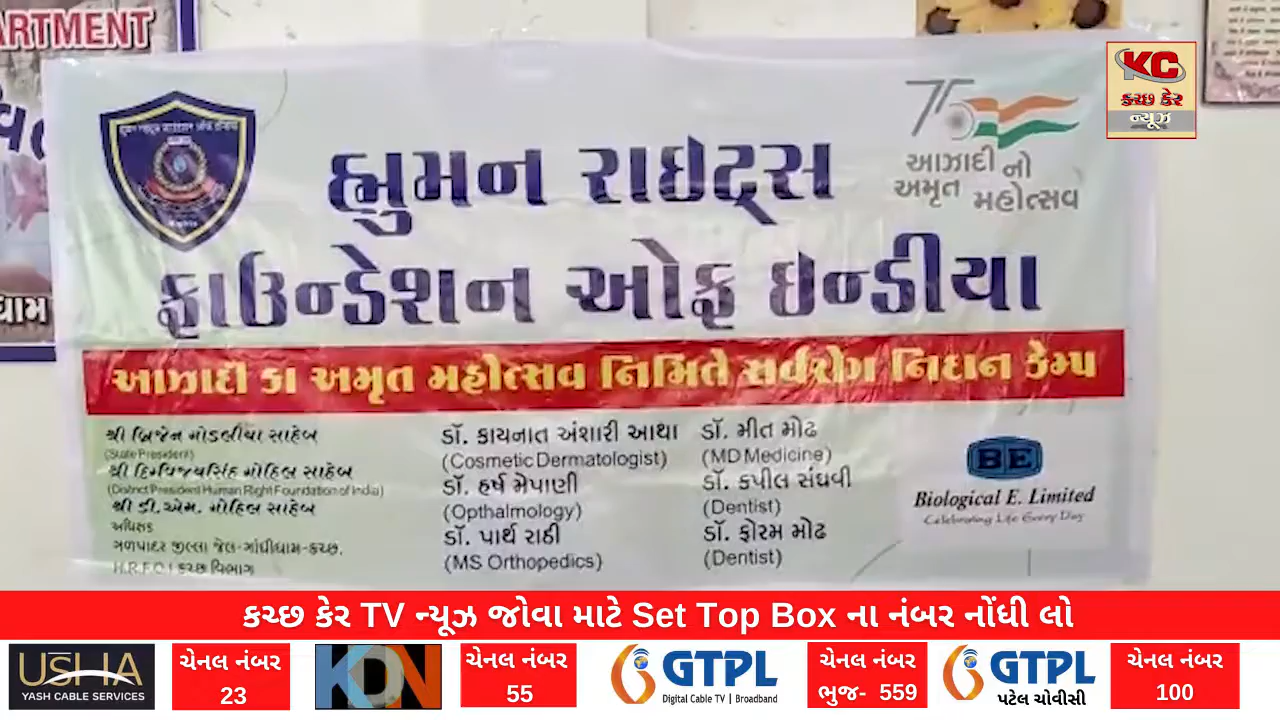 ARTMENT
KC
કચ્છ કેર
ન્યૂઝ
75
આઝાદી નો
અમૃત મહોત્સવ
હ્યુમન રાઇટ્સ
ફાઉન્ડેશન ઓફ ઇન્ડીયા
આઝાદી કા અમૃત મહોત્સવ નિમિતે સર્વરોગ નિદાન કેમ્પ
શ્રી બ્રિજેન ગોડલીયા સાહેબ
(State President)
શ્રી દિગ્વિજયસિંહ ગોહિલ સાહેબ
(District President Human Right Foundation of India)
શ્રી ડી.એમ. ગોહિલ સાહેબ
અધિક્ષક
ગળપાદર જીલ્લા જેલ-ગાંધીધામ-કચ્છ.
H.R.F.O.I કચ્છ વિભાગ
ડૉ. કાયનાત અંશારી આથા
(Cosmetic Dermatologist)
ડૉ. હર્ષ મેપાણી
(Opthalmology)
ડૉ. પાર્થ રાઠી
(MS Orthopedics)
ડૉ. મીત મોઢ
(MD Medicine)
ડૉ. કપીલ સંઘવી
(Dentist)
ડૉ. ફોરમ મોઢ
(Dentist)
BE
Biological E. Limited
Celebrating Life Every Day
કચ્છ કેર TV ન્યૂઝ જોવા માટે Set Top Box ના નંબર નોંધી લો
USHA
YASH CABLE SERVICES
ચેનલ નંબર
23
KDN
ચેનલ નંબર
55
GTPL
Digital Cable TV | Broadband
ચેનલ નંબર
ભુજ- 559
GTPL
પટેલ ચોવીસી
ચેનલ નંબર
100